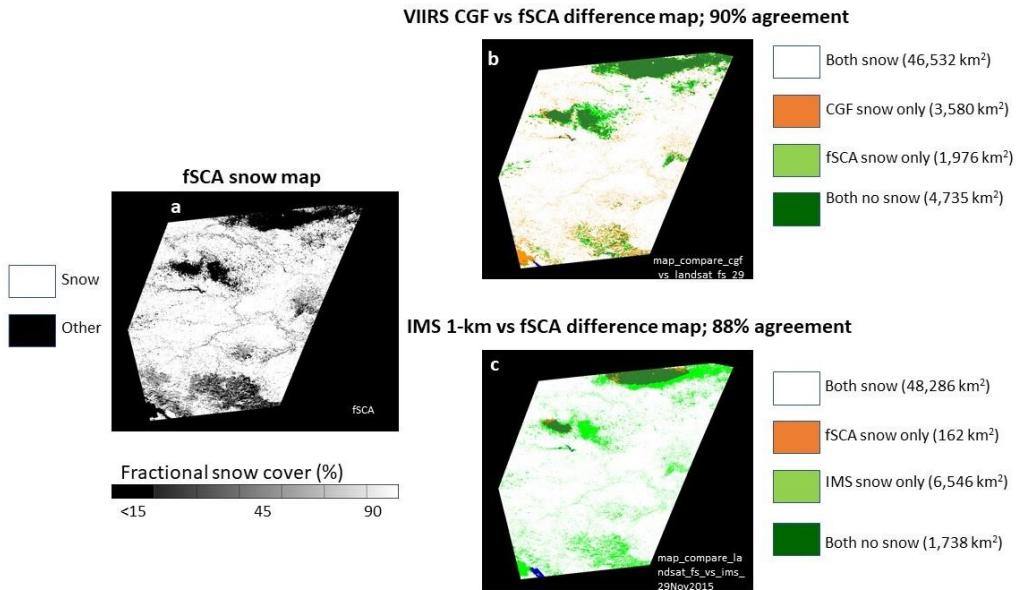 VIIRS CGF vs fSCA difference map; 90% agreement
b
Both snow (46,532 km²)
CGF snow only (3,580 km²)
fSCA snow only (1,976 km²)
Both no snow (4,735 km²)
map_compare_cgf
vs_landsat_fs_29
fSCA snow map
a
Snow
Other
fSCA
Fractional snow cover (%)
<15 45 90
IMS 1-km vs fSCA difference map; 88% agreement
c
Both snow (48,286 km²)
fSCA snow only (162 km²)
IMS snow only (6,546 km²)
Both no snow (1,738 km²)
map_compare_la
ndsat_fs_vs_ims_
29Nov2015